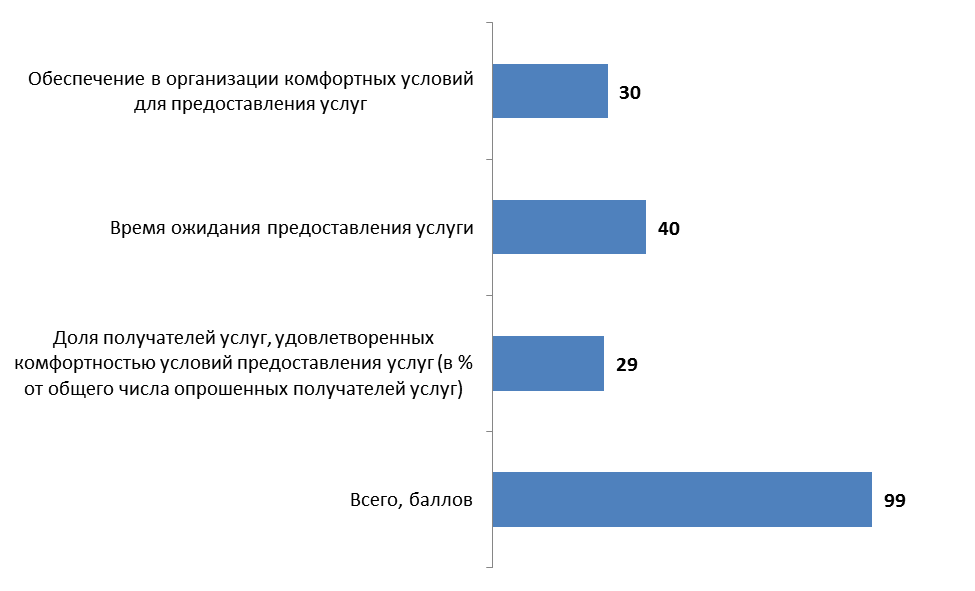 Обеспечение в организации комфортных условий
для предоставления услуг
30
Время ожидания предоставления услуги
40
Доля получателей услуг, удовлетворенных
комфортностью условий предоставления услуг (в %
от общего числа опрошенных получателей услуг)
29
Всего, баллов
99